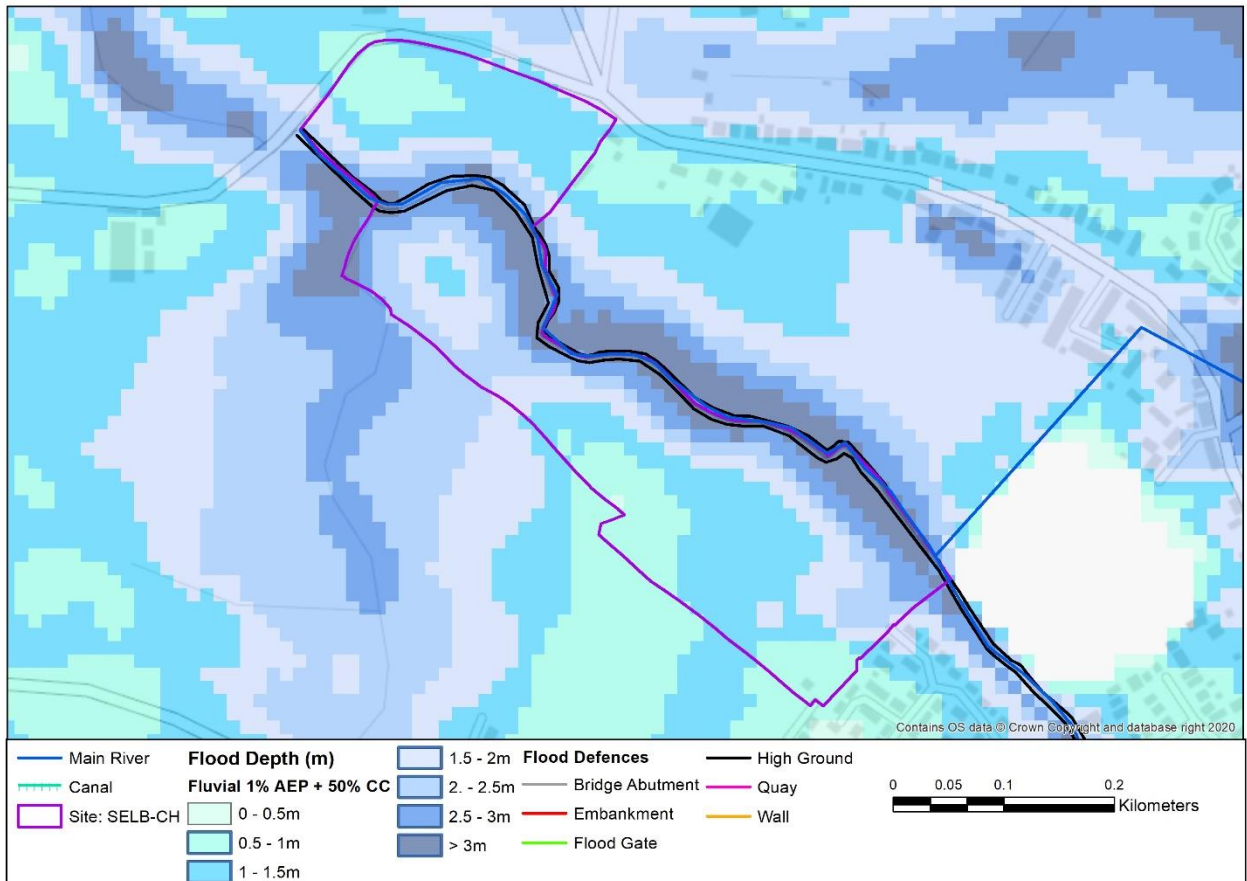 Contains OS data © Crown Copyright and database right 2020
Main River
Canal
Site: SELB-CH
Flood Depth (m)
Fluvial 1% AEP + 50% CC
0 - 0.5m
0.5 - 1m
1 - 1.5m
1.5 - 2m
2. - 2.5m
2.5 - 3m
> 3m
Flood Defences
Bridge Abutment
Embankment
Flood Gate
High Ground
Quay
Wall
0 0.05 0.1 0.2
Kilometers